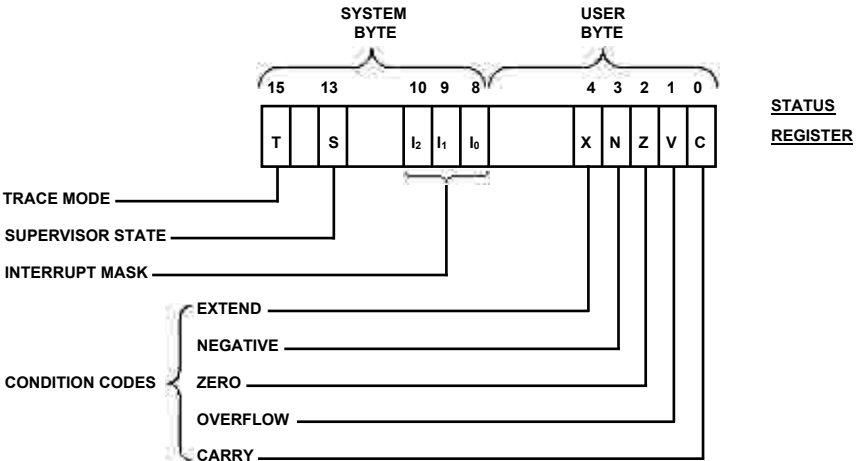 SYSTEM
BYTE
USER
BYTE
15 13 10 9 8 4 3 2 1 0
T S I₂ I₁ I₀ X N Z V C
STATUS
REGISTER
TRACE MODE
SUPERVISOR STATE
INTERRUPT MASK
EXTEND
NEGATIVE
CONDITION CODES
ZERO
OVERFLOW
CARRY